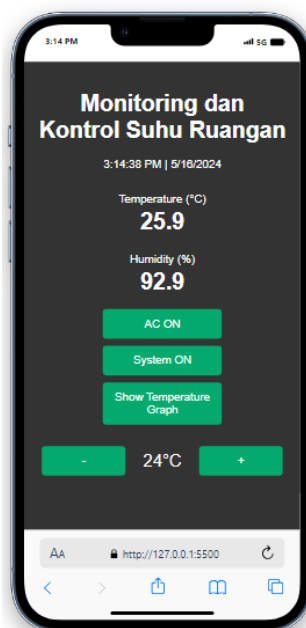 3:14 PM
5G
Monitoring dan
Kontrol Suhu Ruangan
3:14:38 PM | 5/16/2024
Temperature (°C)
25.9
Humidity (%)
92.9
AC ON
System ON
Show Temperature
Graph
- 24°C +
AA http://127.0.0.1:5500